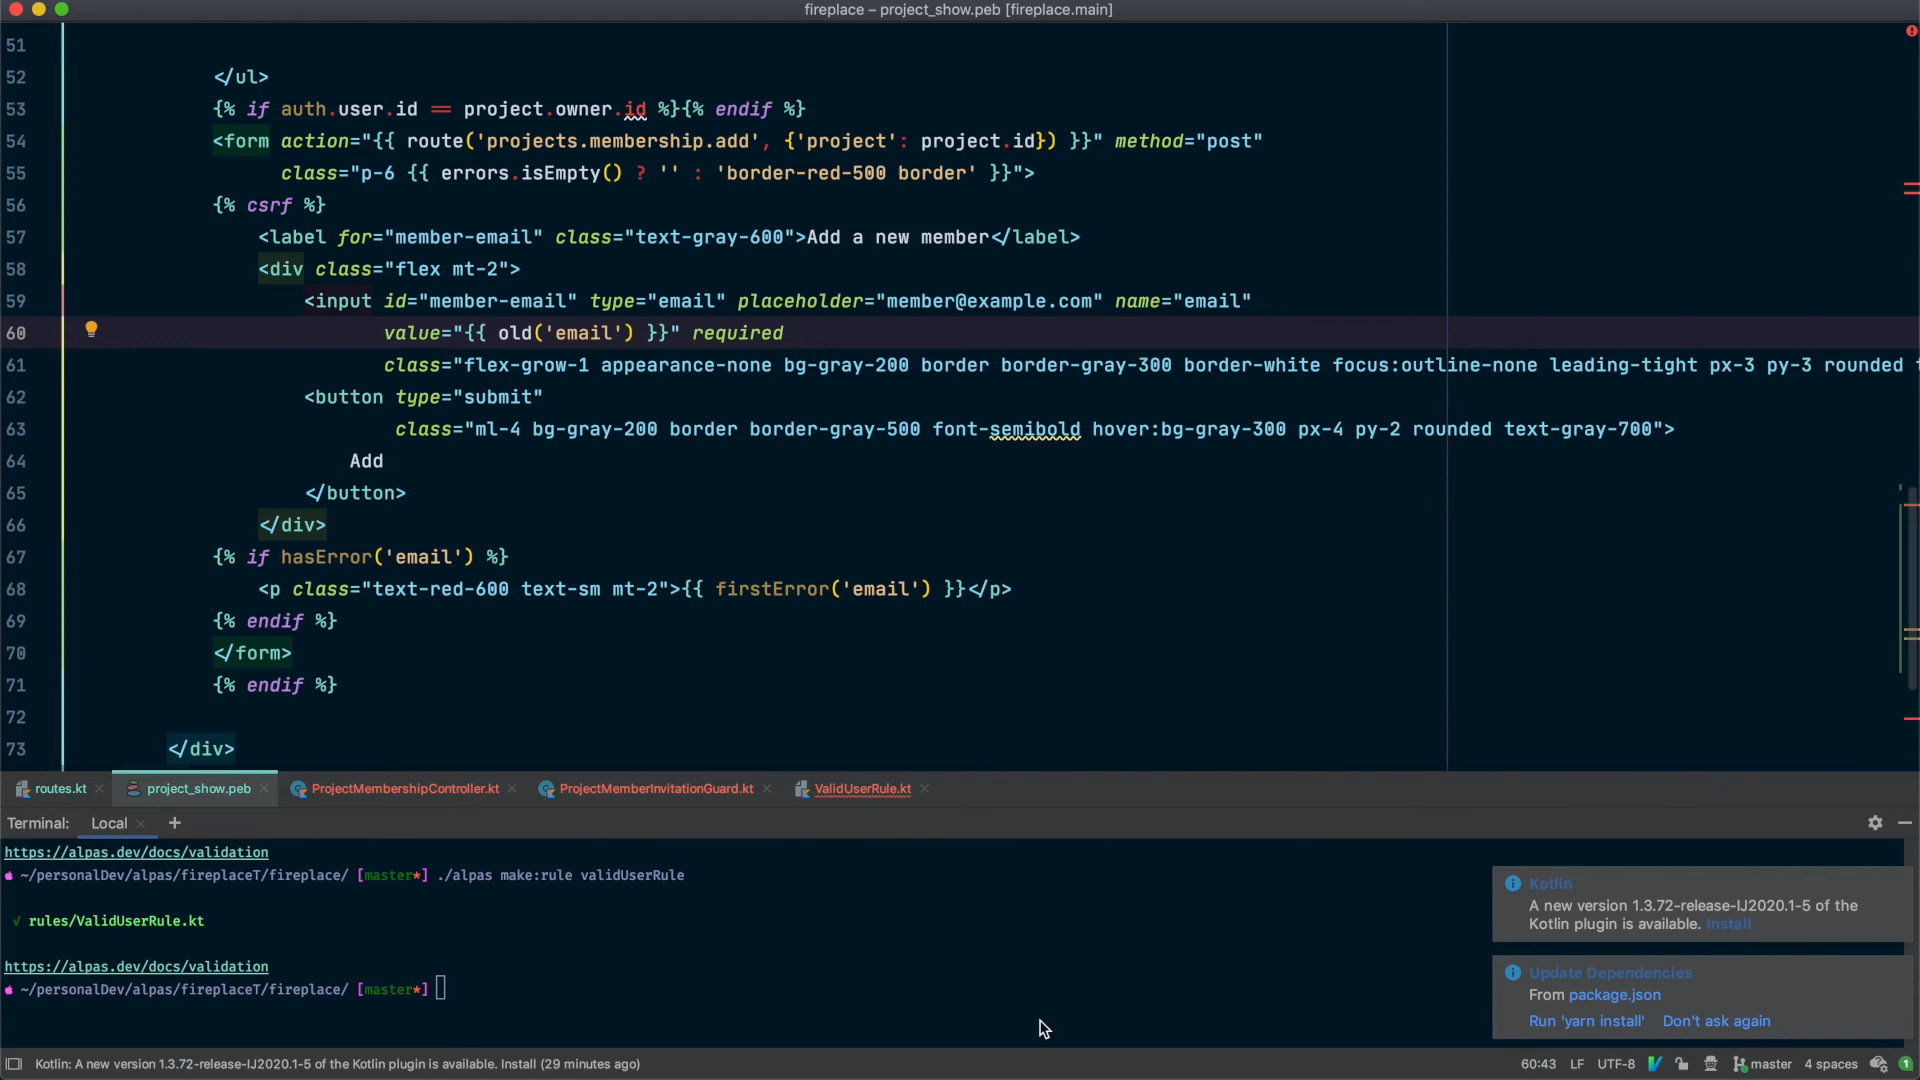 fireplace – project_show.peb [fireplace.main]
51
52 </ul>
53 {% if auth.user.id == project.owner.id %}{% endif %}
54 <form action="{{ route('projects.membership.add', {'project': project.id}) }}" method="post"
55 class="p-6 {{ errors.isEmpty() ? '' : 'border-red-500 border' }}">
56 {% csrf %}
57 <label for="member-email" class="text-gray-600">Add a new member</label>
58 <div class="flex mt-2">
59 <input id="member-email" type="email" placeholder="member@example.com" name="email"
60 value="{{ old('email') }}" required
61 class="flex-grow-1 appearance-none bg-gray-200 border border-gray-300 border-white focus:outline-none leading-tight px-3 py-3 rounded
62 <button type="submit"
63 class="ml-4 bg-gray-200 border border-gray-500 font-semibold hover:bg-gray-300 px-4 py-2 rounded text-gray-700">
64 Add
65 </button>
66 </div>
67 {% if hasError('email') %}
68 <p class="text-red-600 text-sm mt-2">{{ firstError('email') }}</p>
69 {% endif %}
70 </form>
71 {% endif %}
72
73 </div>
routes.kt project_show.peb ProjectMembershipController.kt ProjectMemberInvitationGuard.kt ValidUserRule.kt
Terminal: Local +
https://alpas.dev/docs/validation
~/personalDev/alpas/fireplaceT/fireplace/ [master*] ./alpas make:rule validUserRule
√ rules/ValidUserRule.kt
https://alpas.dev/docs/validation
~/personalDev/alpas/fireplaceT/fireplace/ [master*]
Kotlin
A new version 1.3.72-release-IJ2020.1-5 of the
Kotlin plugin is available. Install
Update Dependencies
From package.json
Run 'yarn install' Don't ask again
Kotlin: A new version 1.3.72-release-IJ2020.1-5 of the Kotlin plugin is available. Install (29 minutes ago) 60:43 LF UTF-8 master 4 spaces 1